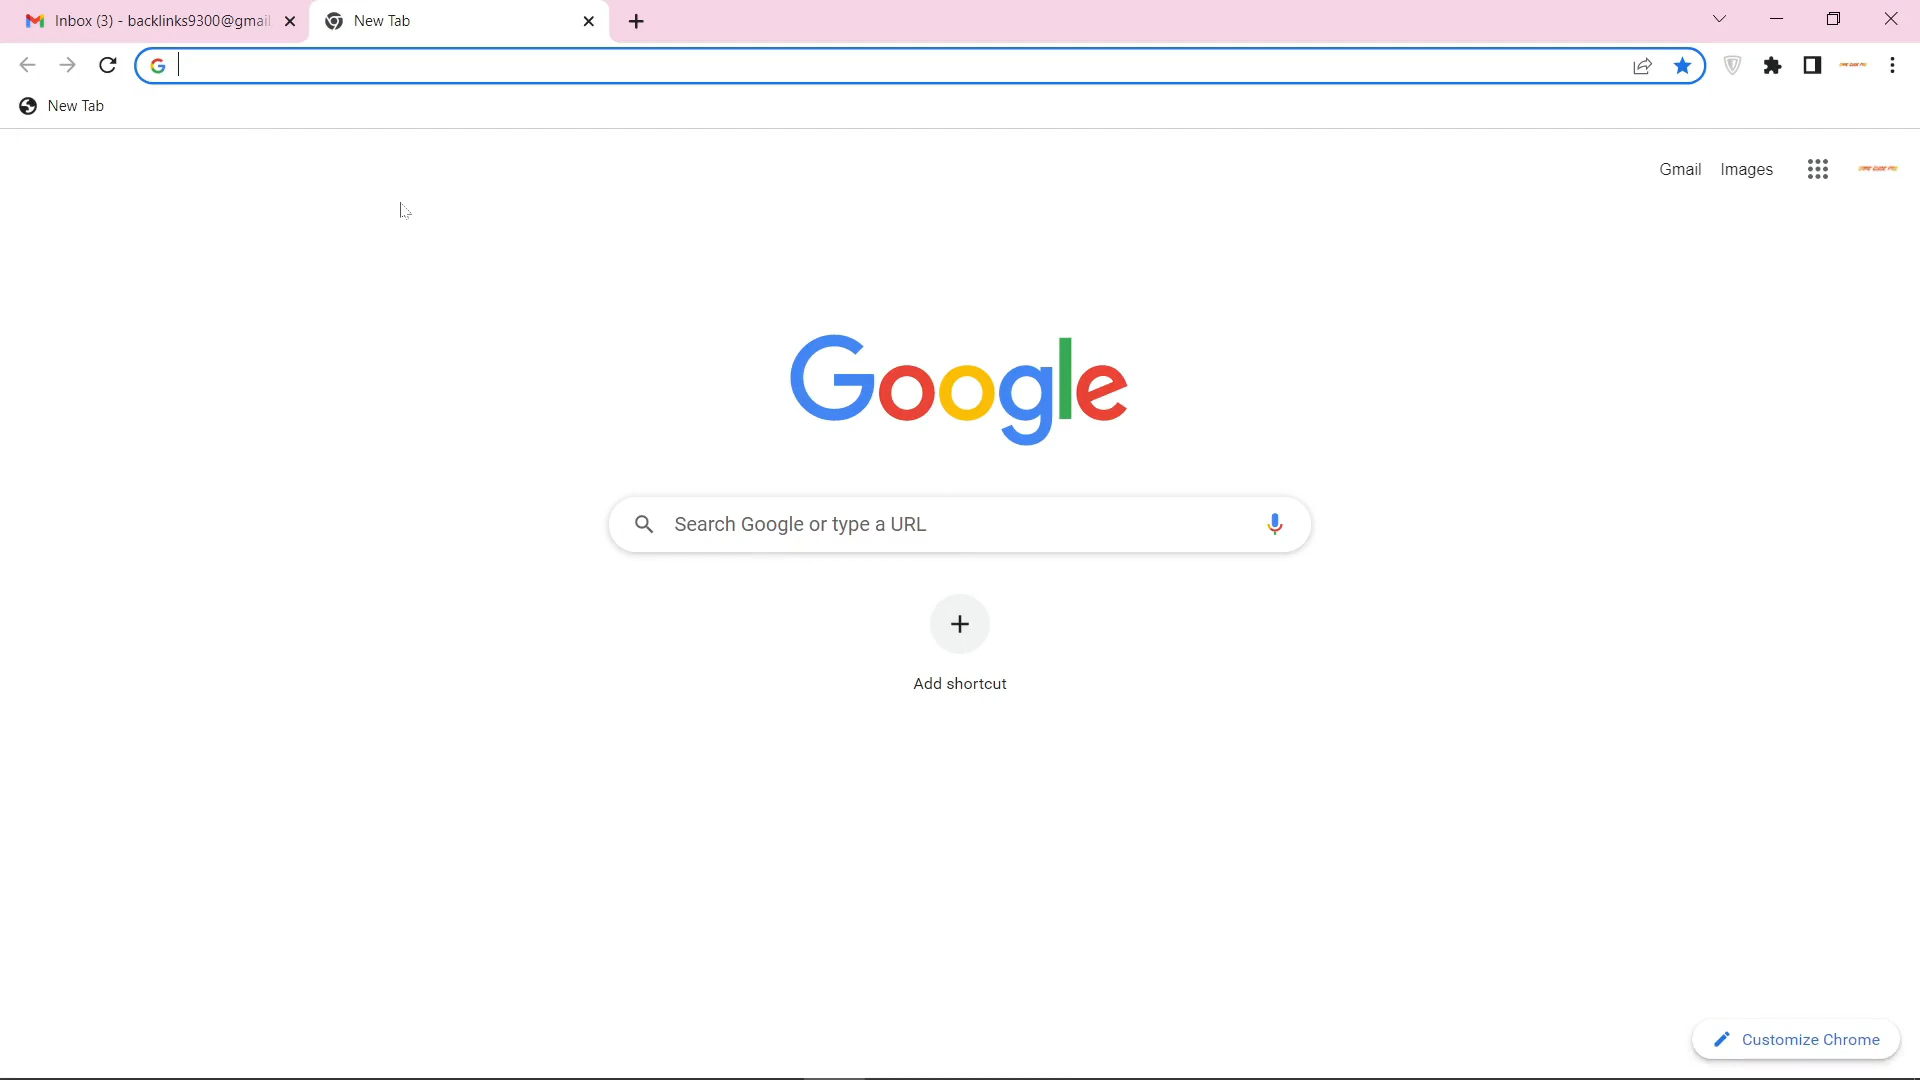 Inbox (3) - backlinks9300@gmail
New Tab
New Tab
Gmail
Images
Google
Search Google or type a URL
Add shortcut
Customize Chrome